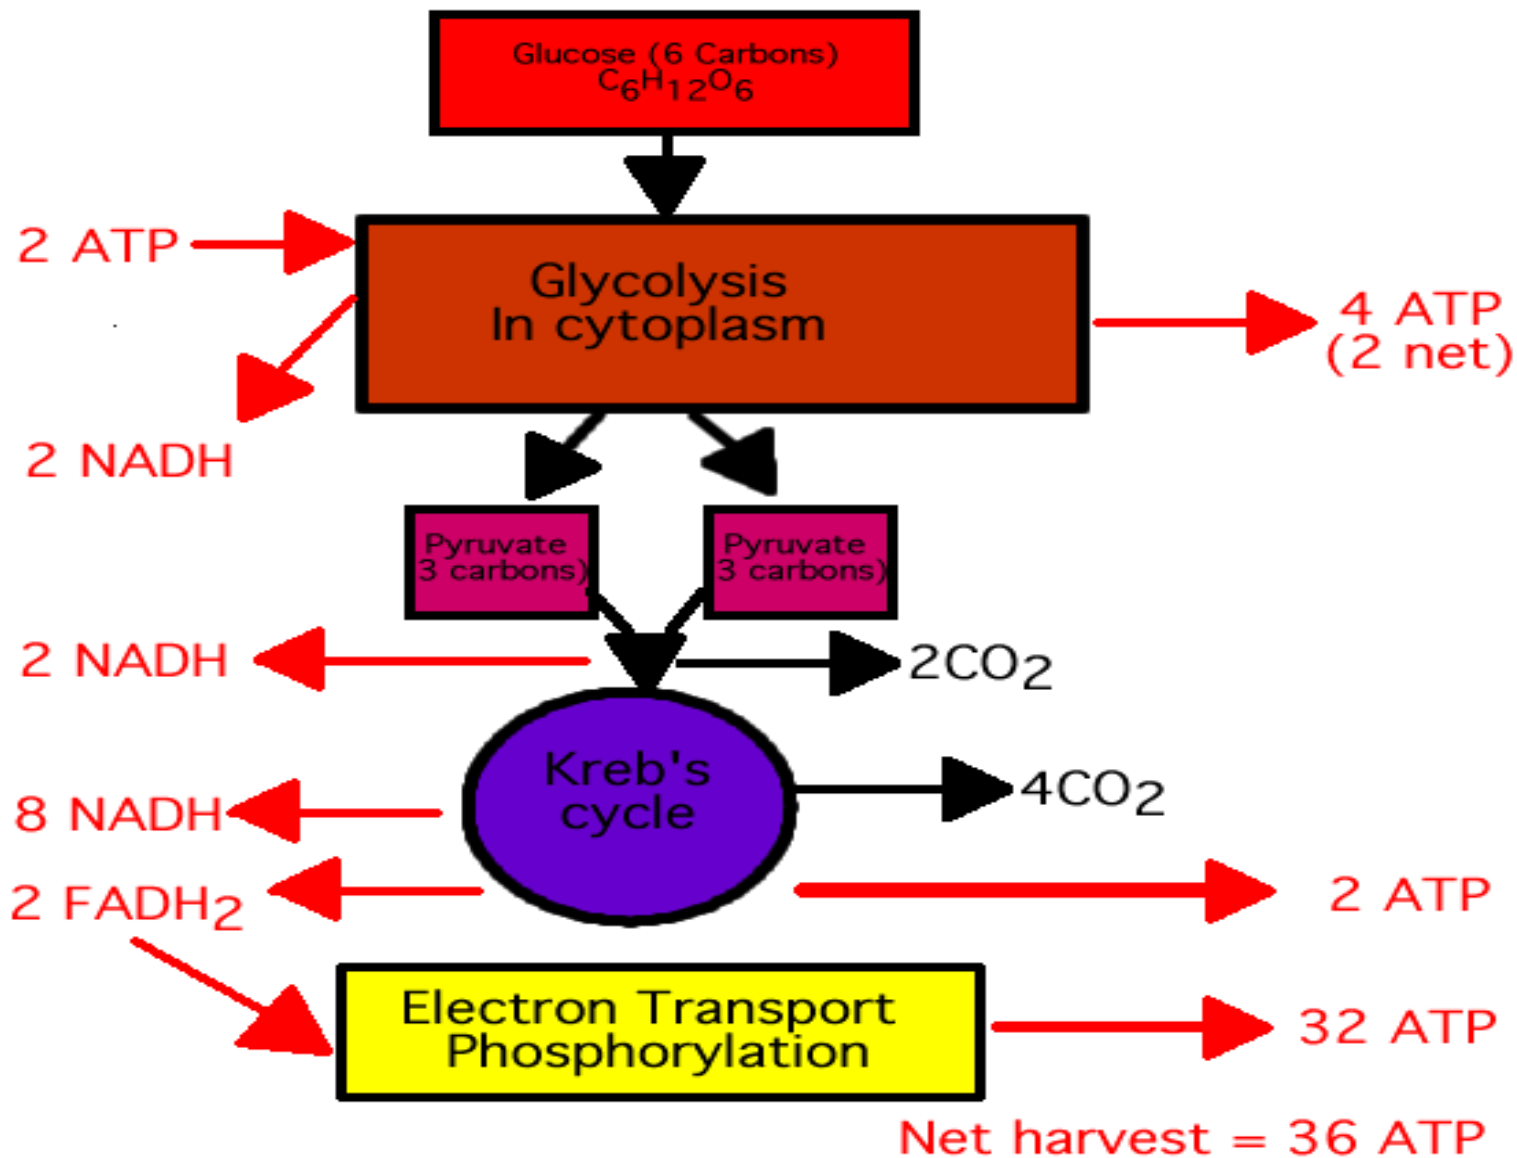 Glucose (6 Carbons)
C6H12O6
2 ATP
Glycolysis
In cytoplasm
4 ATP
(2 net)
2 NADH
Pyruvate
3 carbons)
Pyruvate
3 carbons)
2 NADH
2CO2
Kreb's
cycle
4CO2
8 NADH
2 FADH2
2 ATP
Electron Transport
Phosphorylation
32 ATP
Net harvest = 36 ATP